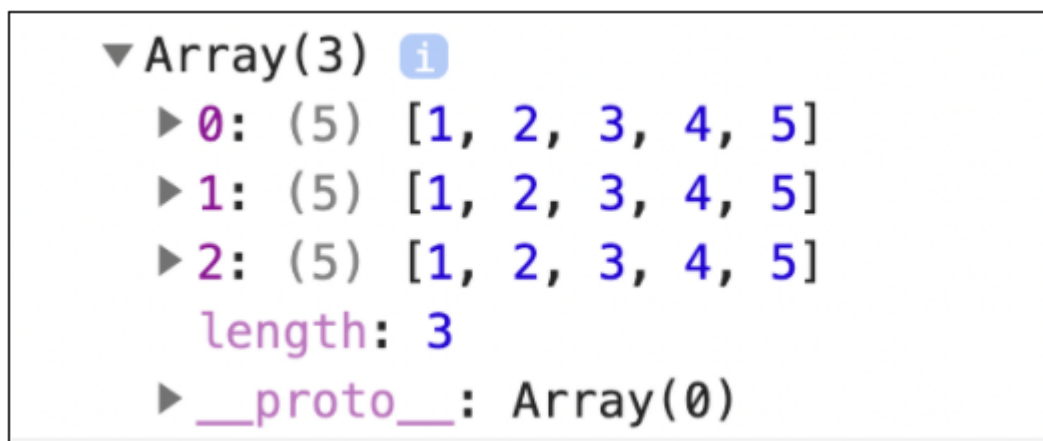 ▼ Array(3) i
▶ 0: (5) [1, 2, 3, 4, 5]
▶ 1: (5) [1, 2, 3, 4, 5]
▶ 2: (5) [1, 2, 3, 4, 5]
length: 3
▶ __proto__: Array(0)